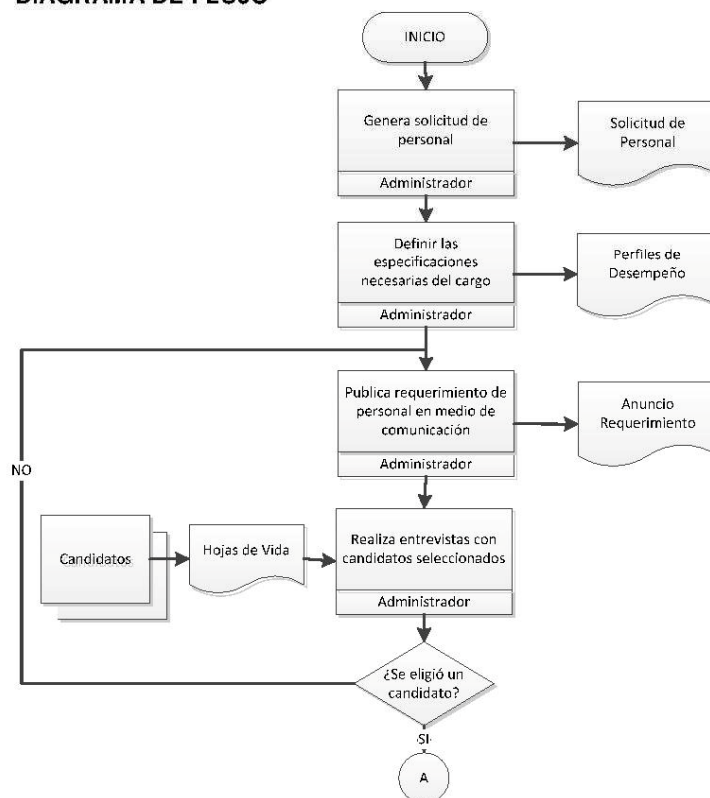 DIAGRAMA DE FLUJO
INICIO
Genera solicitud de
personal
Administrador
Solicitud de
Personal
Definir las
especificaciones
necesarias del cargo
Administrador
Perfiles de
Desempeño
Publica requerimiento de
personal en medio de
comunicación
Administrador
Anuncio
Requerimiento
NO
Candidatos
Hojas de Vida
Realiza entrevistas con
candidatos seleccionados
Administrador
¿Se eligió un
candidato?
SI
A